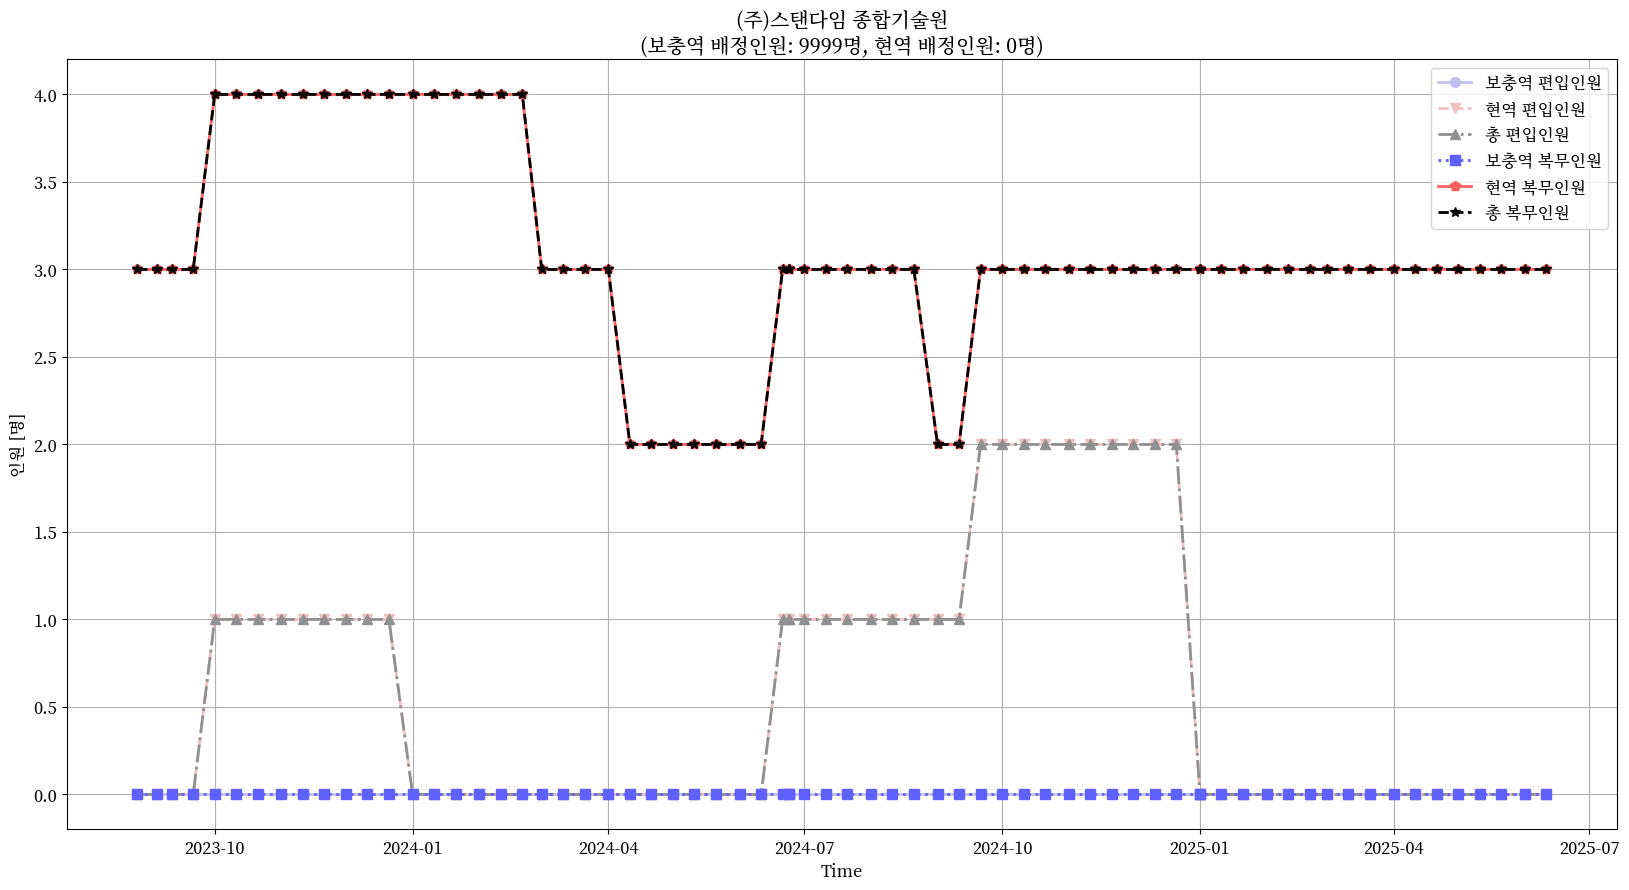 (주)스탠다임 종합기술원
(보충역 배정인원: 9999명, 현역 배정인원: 0명)
보충역 편입인원
현역 편입인원
총 편입인원
보충역 복무인원
현역 복무인원
총 복무인원
인원 [명]
4.0
3.5
3.0
2.5
2.0
1.5
1.0
0.5
0.0
2023-10
2024-01
2024-04
2024-07
2024-10
2025-01
2025-04
2025-07
Time